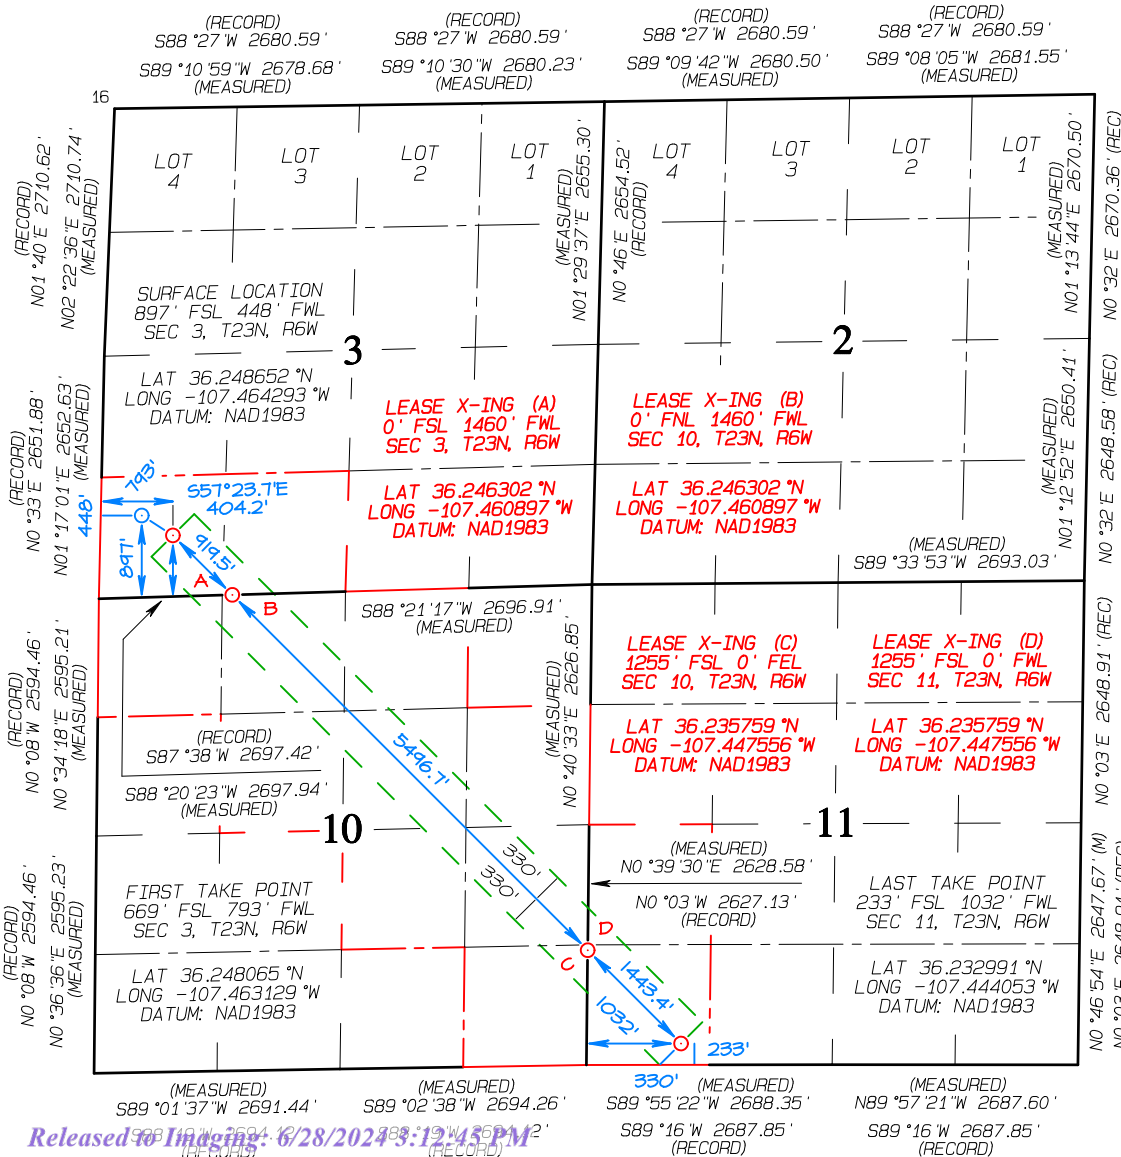 (RECORD)
S88°27'W 2680.59'
S89°10'59"W 2678.68'
(MEASURED)
(RECORD)
S88°27'W 2680.59'
S89°10'30"W 2680.23'
(MEASURED)
(RECORD)
S88°27'W 2680.59'
S89°09'42"W 2680.50'
(MEASURED)
(RECORD)
S88°27'W 2680.59'
S89°08'05"W 2681.55'
(MEASURED)
16
LOT
4
LOT
3
LOT
2
LOT
1
LOT
4
LOT
3
LOT
2
LOT
1
(RECORD)
N01°40'E 2710.62'
N02°22'36"E 2710.74'
(MEASURED)
(MEASURED)
N01°29'37"E 2655.30'
N0°46'E 2654.52'
(RECORD)
(MEASURED)
N01°13'44"E 2670.50'
N0°32'E 2670.36' (REC)
SURFACE LOCATION
897' FSL 448' FWL
SEC 3, T23N, R6W
3
2
LAT 36.248652°N
LONG -107.464293°W
DATUM: NAD1983
LEASE X-ING (A)
0' FSL 1460' FWL
SEC 3, T23N, R6W
LAT 36.246302°N
LONG -107.460897°W
DATUM: NAD1983
LEASE X-ING (B)
0' FNL 1460' FWL
SEC 10, T23N, R6W
LAT 36.246302°N
LONG -107.460897°W
DATUM: NAD1983
(RECORD)
N0°33'E 2651.88'
N01°17'01"E 2652.63'
(MEASURED)
(MEASURED)
N01°12'52"E 2650.41'
N0°32'E 2648.58' (REC)
793'
448'
897'
S57°23.7'E
404.2'
919.5'
A
B
(MEASURED)
S89°33'53"W 2693.03'
S88°21'17"W 2696.91'
(MEASURED)
(RECORD)
N0°08'W 2594.46'
N0°34'18"E 2595.21'
(MEASURED)
(MEASURED)
N0°40'33"E 2626.85'
LEASE X-ING (C)
1255' FSL 0' FEL
SEC 10, T23N, R6W
LAT 36.235759°N
LONG -107.447556°W
DATUM: NAD1983
LEASE X-ING (D)
1255' FSL 0' FWL
SEC 11, T23N, R6W
LAT 36.235759°N
LONG -107.447556°W
DATUM: NAD1983
N0°03'E 2648.91' (REC)
(RECORD)
S87°38'W 2697.42'
S88°20'23"W 2697.94'
(MEASURED)
5496.7'
10
11
330'
330'
(MEASURED)
N0°39'30"E 2628.58'
N0°03'W 2627.13'
(RECORD)
FIRST TAKE POINT
669' FSL 793' FWL
SEC 3, T23N, R6W
LAT 36.248065°N
LONG -107.463129°W
DATUM: NAD1983
LAST TAKE POINT
233' FSL 1032' FWL
SEC 11, T23N, R6W
LAT 36.232991°N
LONG -107.444053°W
DATUM: NAD1983
(RECORD)
N0°08'W 2594.46'
N0°36'36"E 2595.23'
(MEASURED)
N0°46'54"E 2647.67' (M)
D
C
1443.4'
1032'
233'
330'
(MEASURED)
S89°01'37"W 2691.44'
(MEASURED)
S89°02'38"W 2694.26'
(MEASURED)
S89°55'22"W 2688.35'
S89°16'W 2687.85'
(RECORD)
(MEASURED)
N89°57'21"W 2687.60'
S89°16'W 2687.85'
(RECORD)
Released to Imaging: 6/28/2024 3:12:45 PM
(RECORD)
(RECORD)